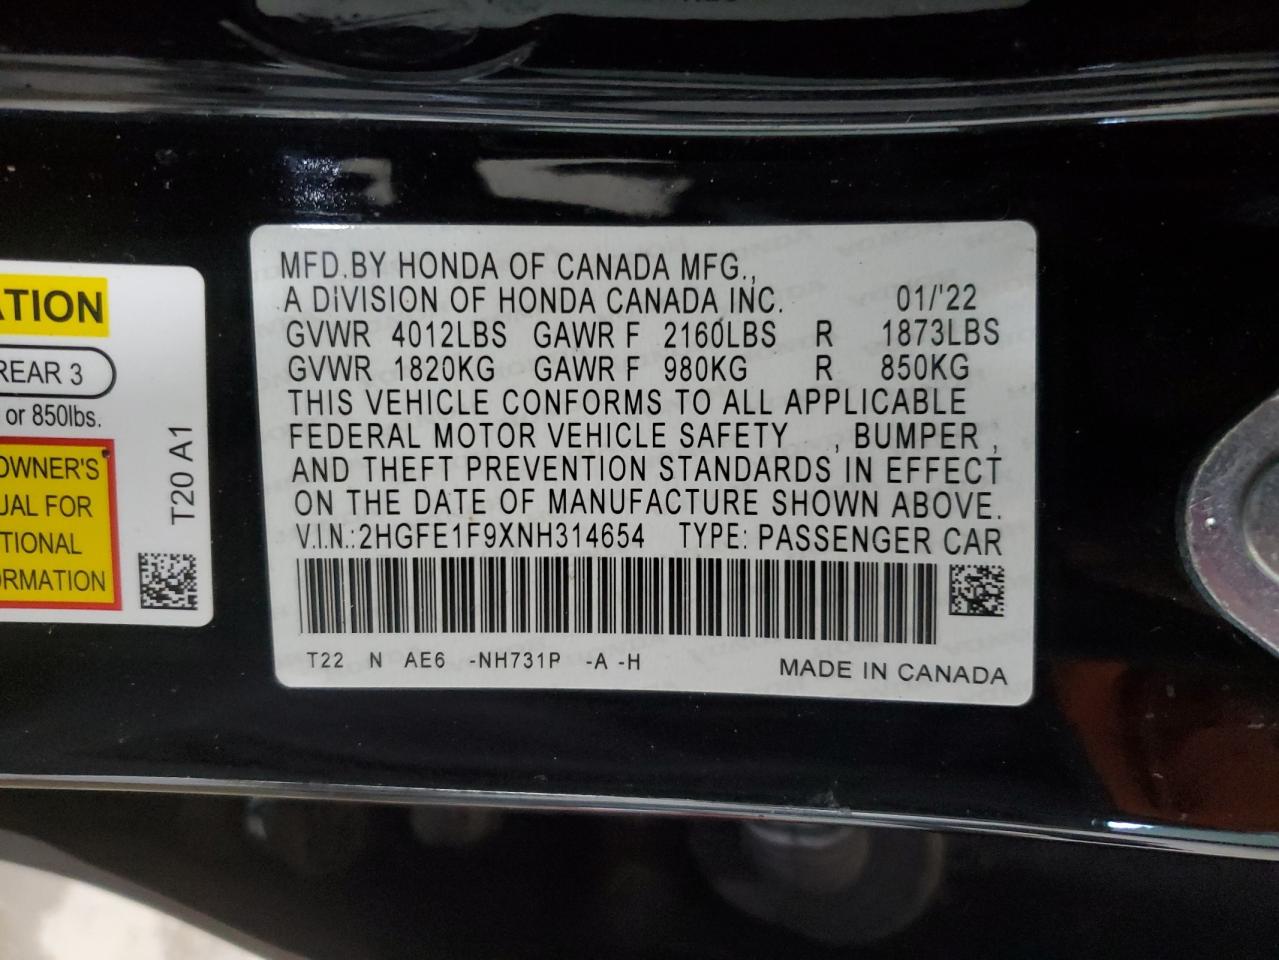 ATION
REAR 3
or 850lbs.
OWNER'S
UAL FOR
TIONAL
ORMATION
T20 A1
MFD.BY HONDA OF CANADA MFG.,
A DIVISION OF HONDA CANADA INC. 01/'22
GVWR 4012LBS GAWR F 2160LBS R 1873LBS
GVWR 1820KG GAWR F 980KG R 850KG
THIS VEHICLE CONFORMS TO ALL APPLICABLE
FEDERAL MOTOR VEHICLE SAFETY , BUMPER ,
AND THEFT PREVENTION STANDARDS IN EFFECT
ON THE DATE OF MANUFACTURE SHOWN ABOVE.
V.I.N.:2HGFE1F9XNH314654 TYPE: PASSENGER CAR
T22 N AE6 -NH731P -A -H MADE IN CANADA